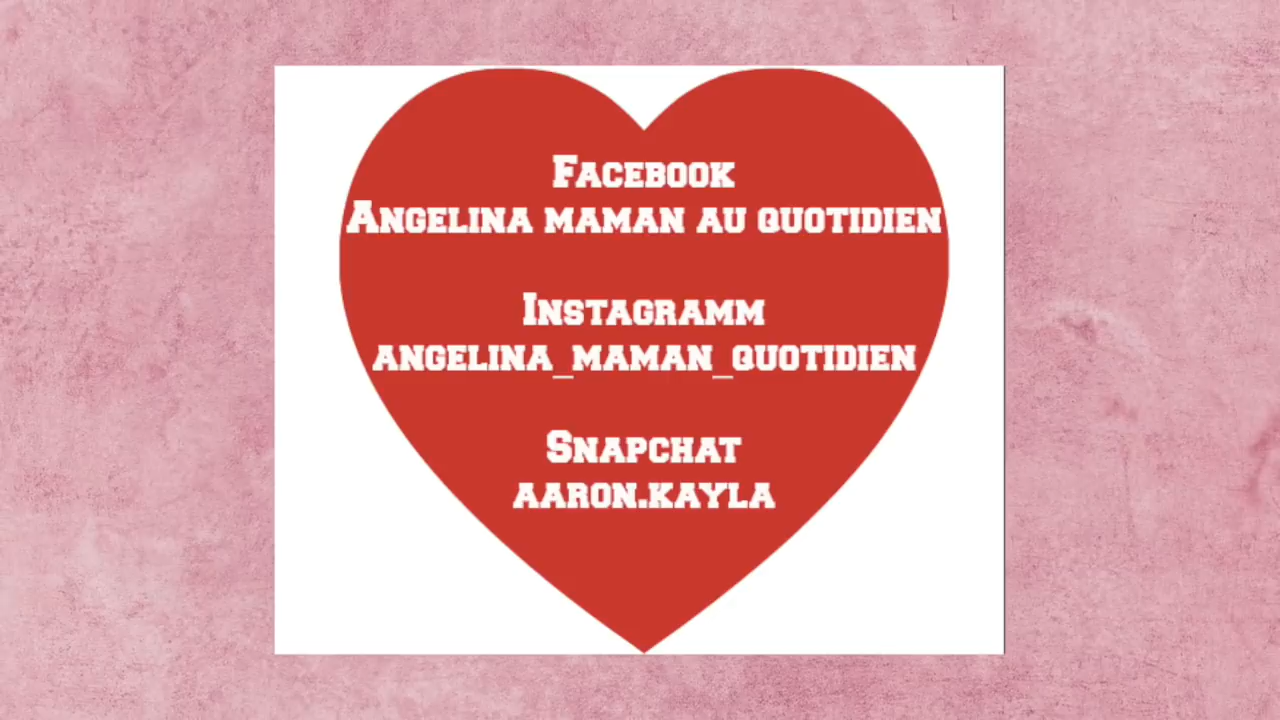 Facebook
Angelina maman au quotidien
Instagramm
angelina_maman_quotidien
Snapchat
aaron.kayla